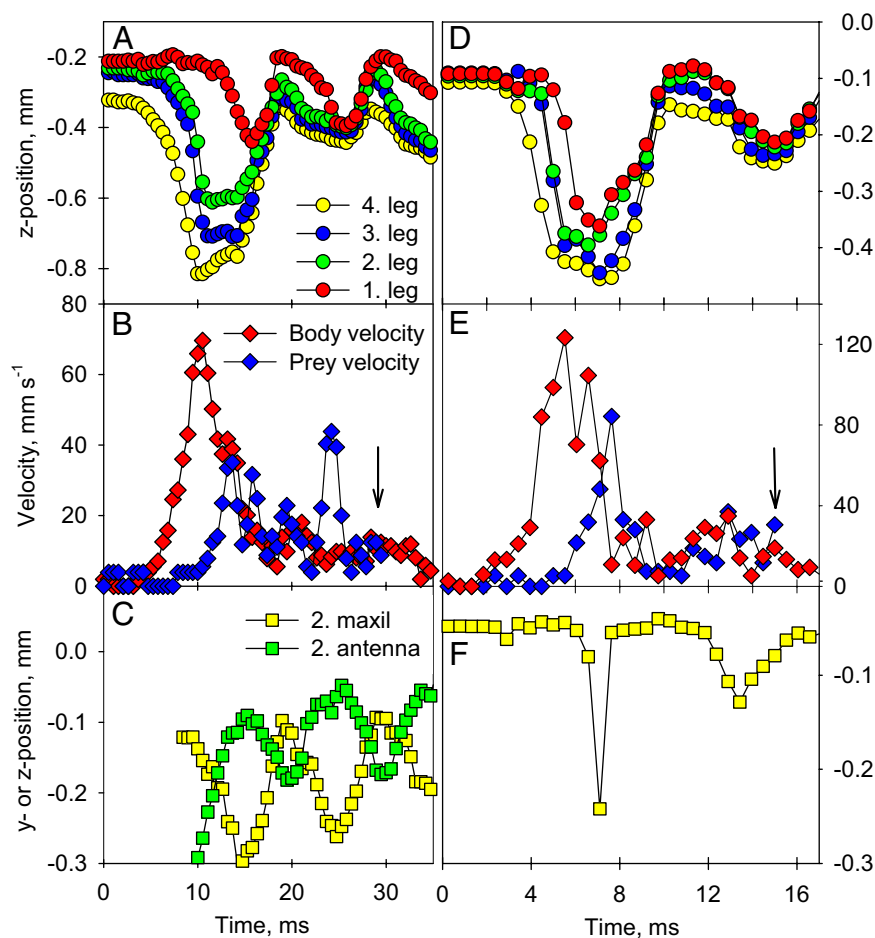 A
D
0.0
-0.2
-0.1
-0.4
-0.2
-0.6
-0.3
-0.8
-0.4
z-position, mm
4. leg
3. leg
2. leg
1. leg
B
E
80
60
40
20
0
120
80
40
0
Velocity, mm s-1
Body velocity
Prey velocity
C
F
2. maxil
2. antenna
0.0
-0.1
-0.2
-0.3
-0.1
-0.2
-0.3
y- or z-position, mm
0 10 20 30
0 4 8 12 16
Time, ms
Time, ms